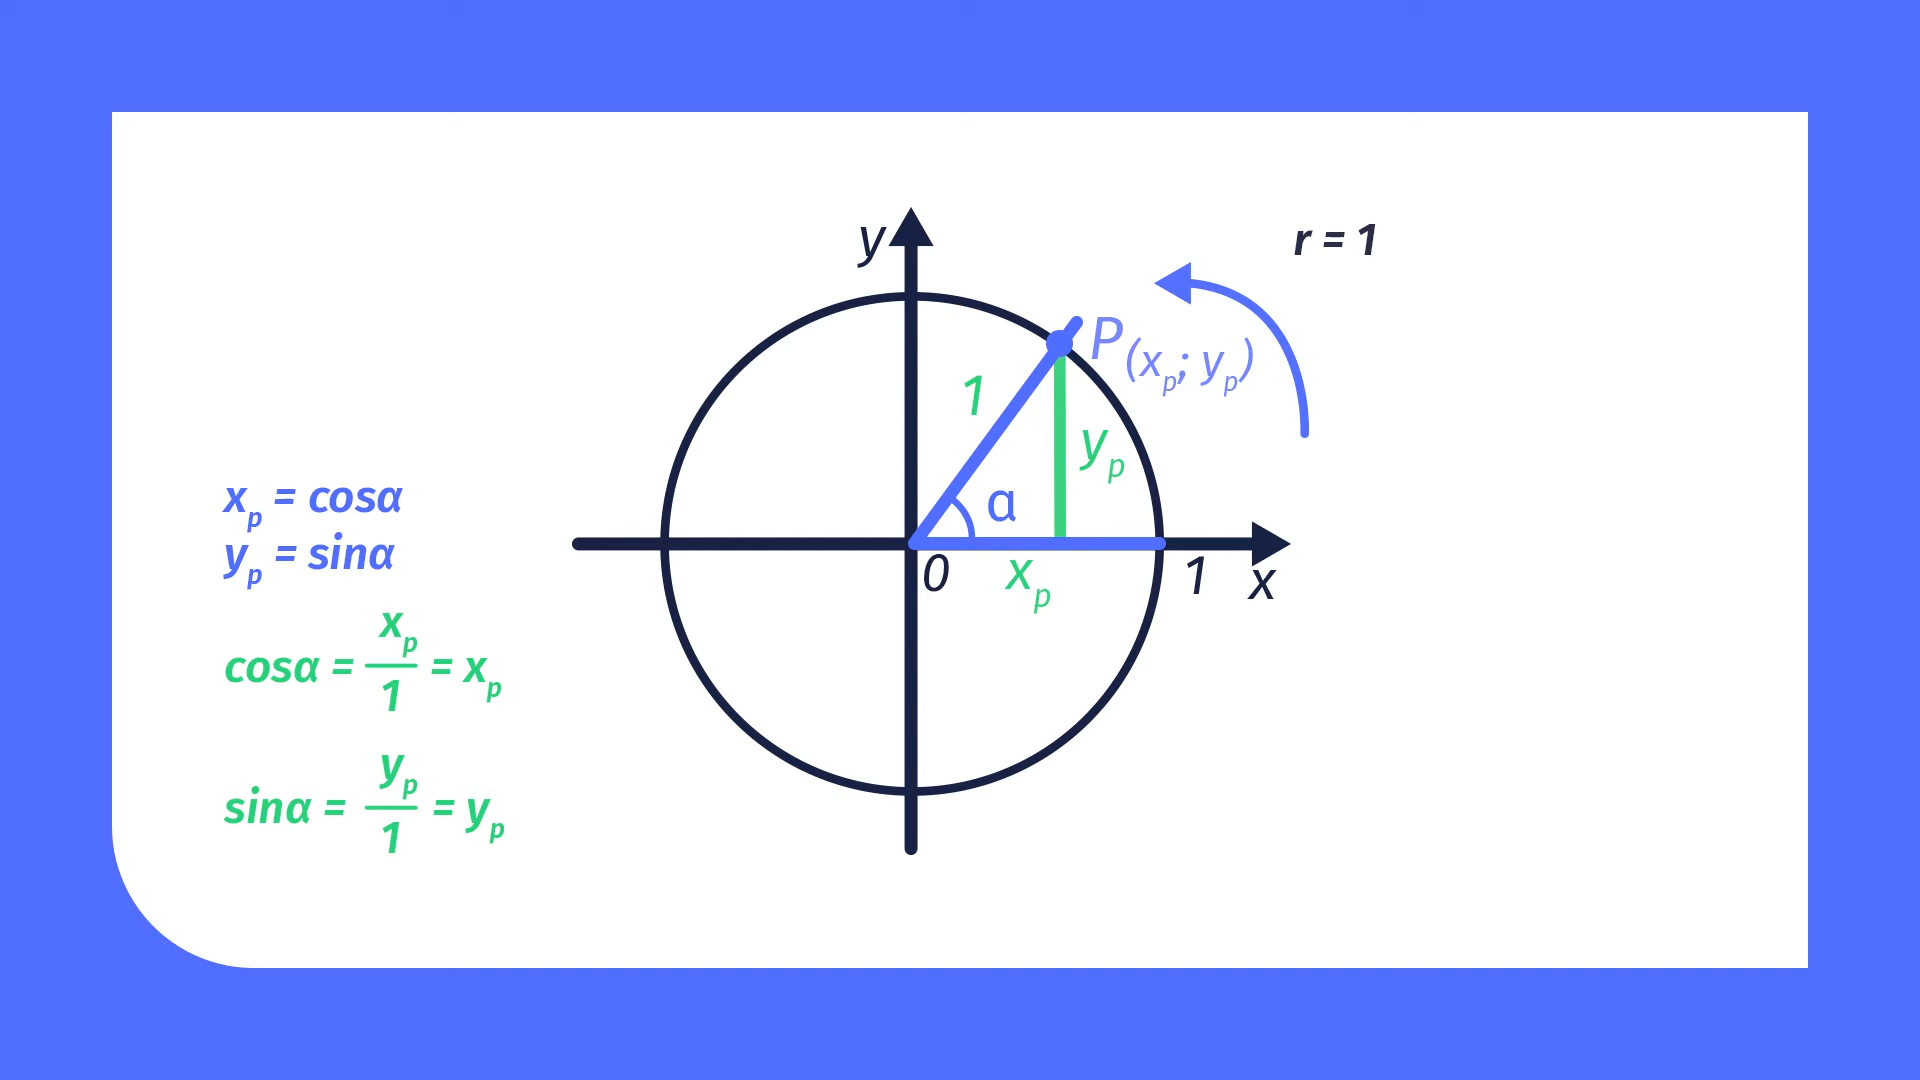 y
r = 1
P(xp; yp)
1
yp
α
0
xp
1
x
xp = cosα
yp = sinα
cosα = xp/1 = xp
sinα = yp/1 = yp